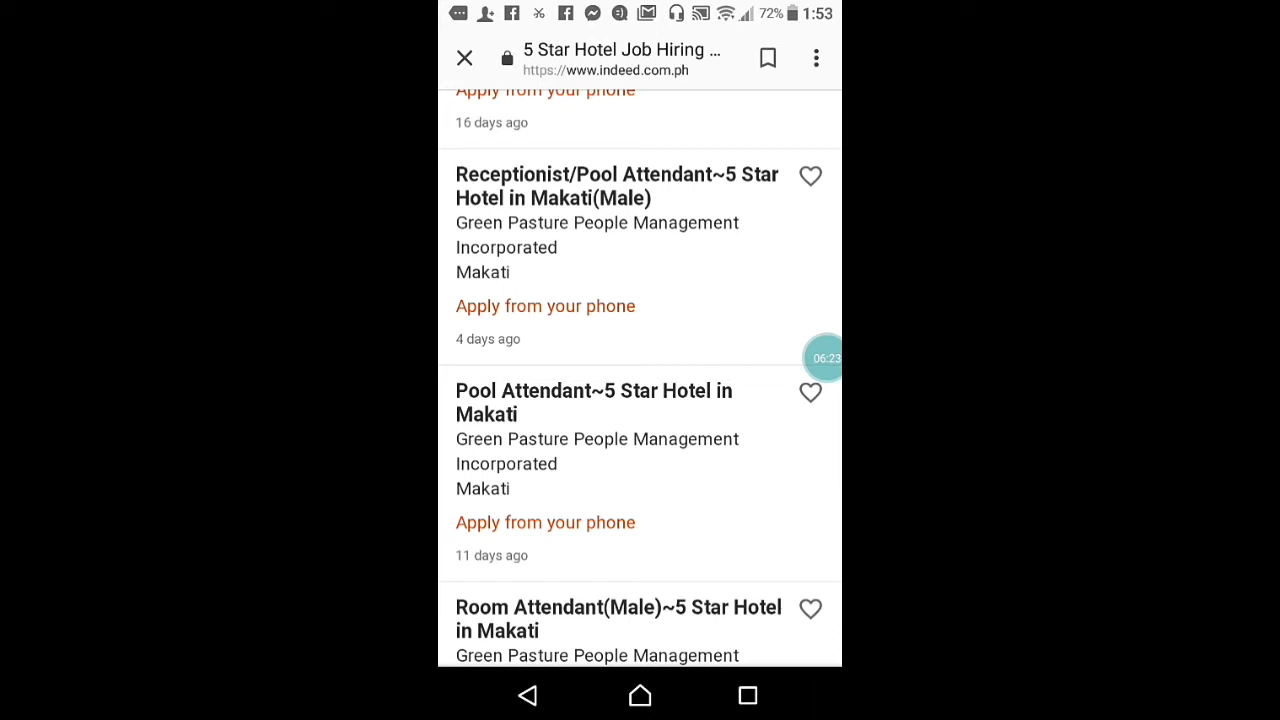 72% 1:53
5 Star Hotel Job Hiring ...
https://www.indeed.com.ph
Apply from your phone
16 days ago
Receptionist/Pool Attendant~5 Star
Hotel in Makati(Male)
Green Pasture People Management
Incorporated
Makati
Apply from your phone
4 days ago
06:23
Pool Attendant~5 Star Hotel in
Makati
Green Pasture People Management
Incorporated
Makati
Apply from your phone
11 days ago
Room Attendant(Male)~5 Star Hotel
in Makati
Green Pasture People Management